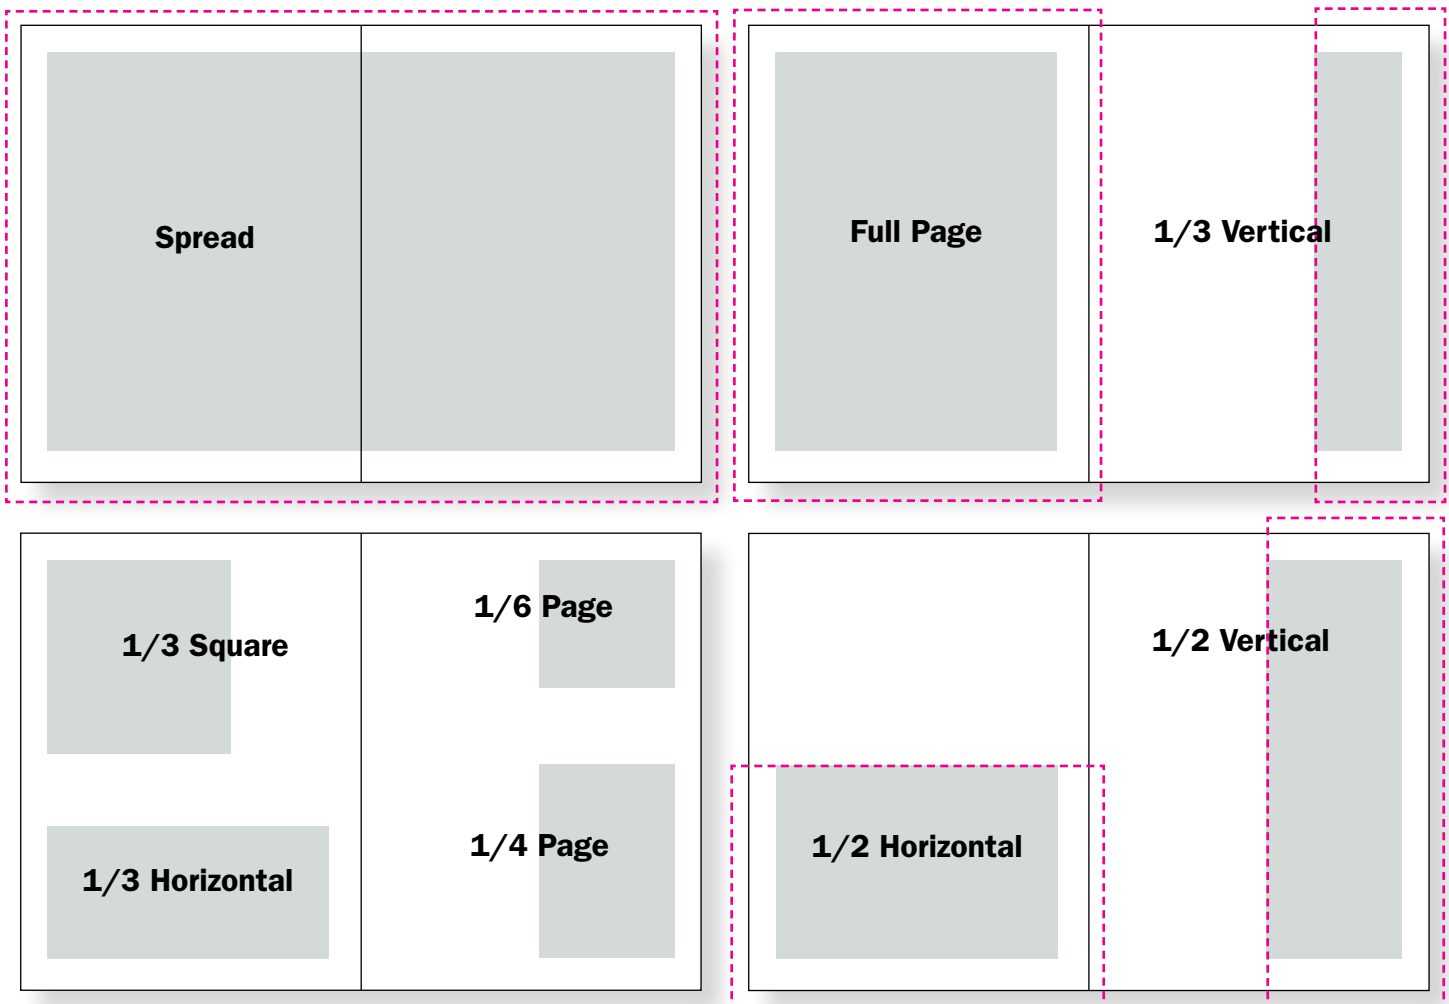 Spread
Full Page
1/3 Vertical
1/3 Square
1/6 Page
1/3 Horizontal
1/4 Page
1/2 Vertical
1/2 Horizontal